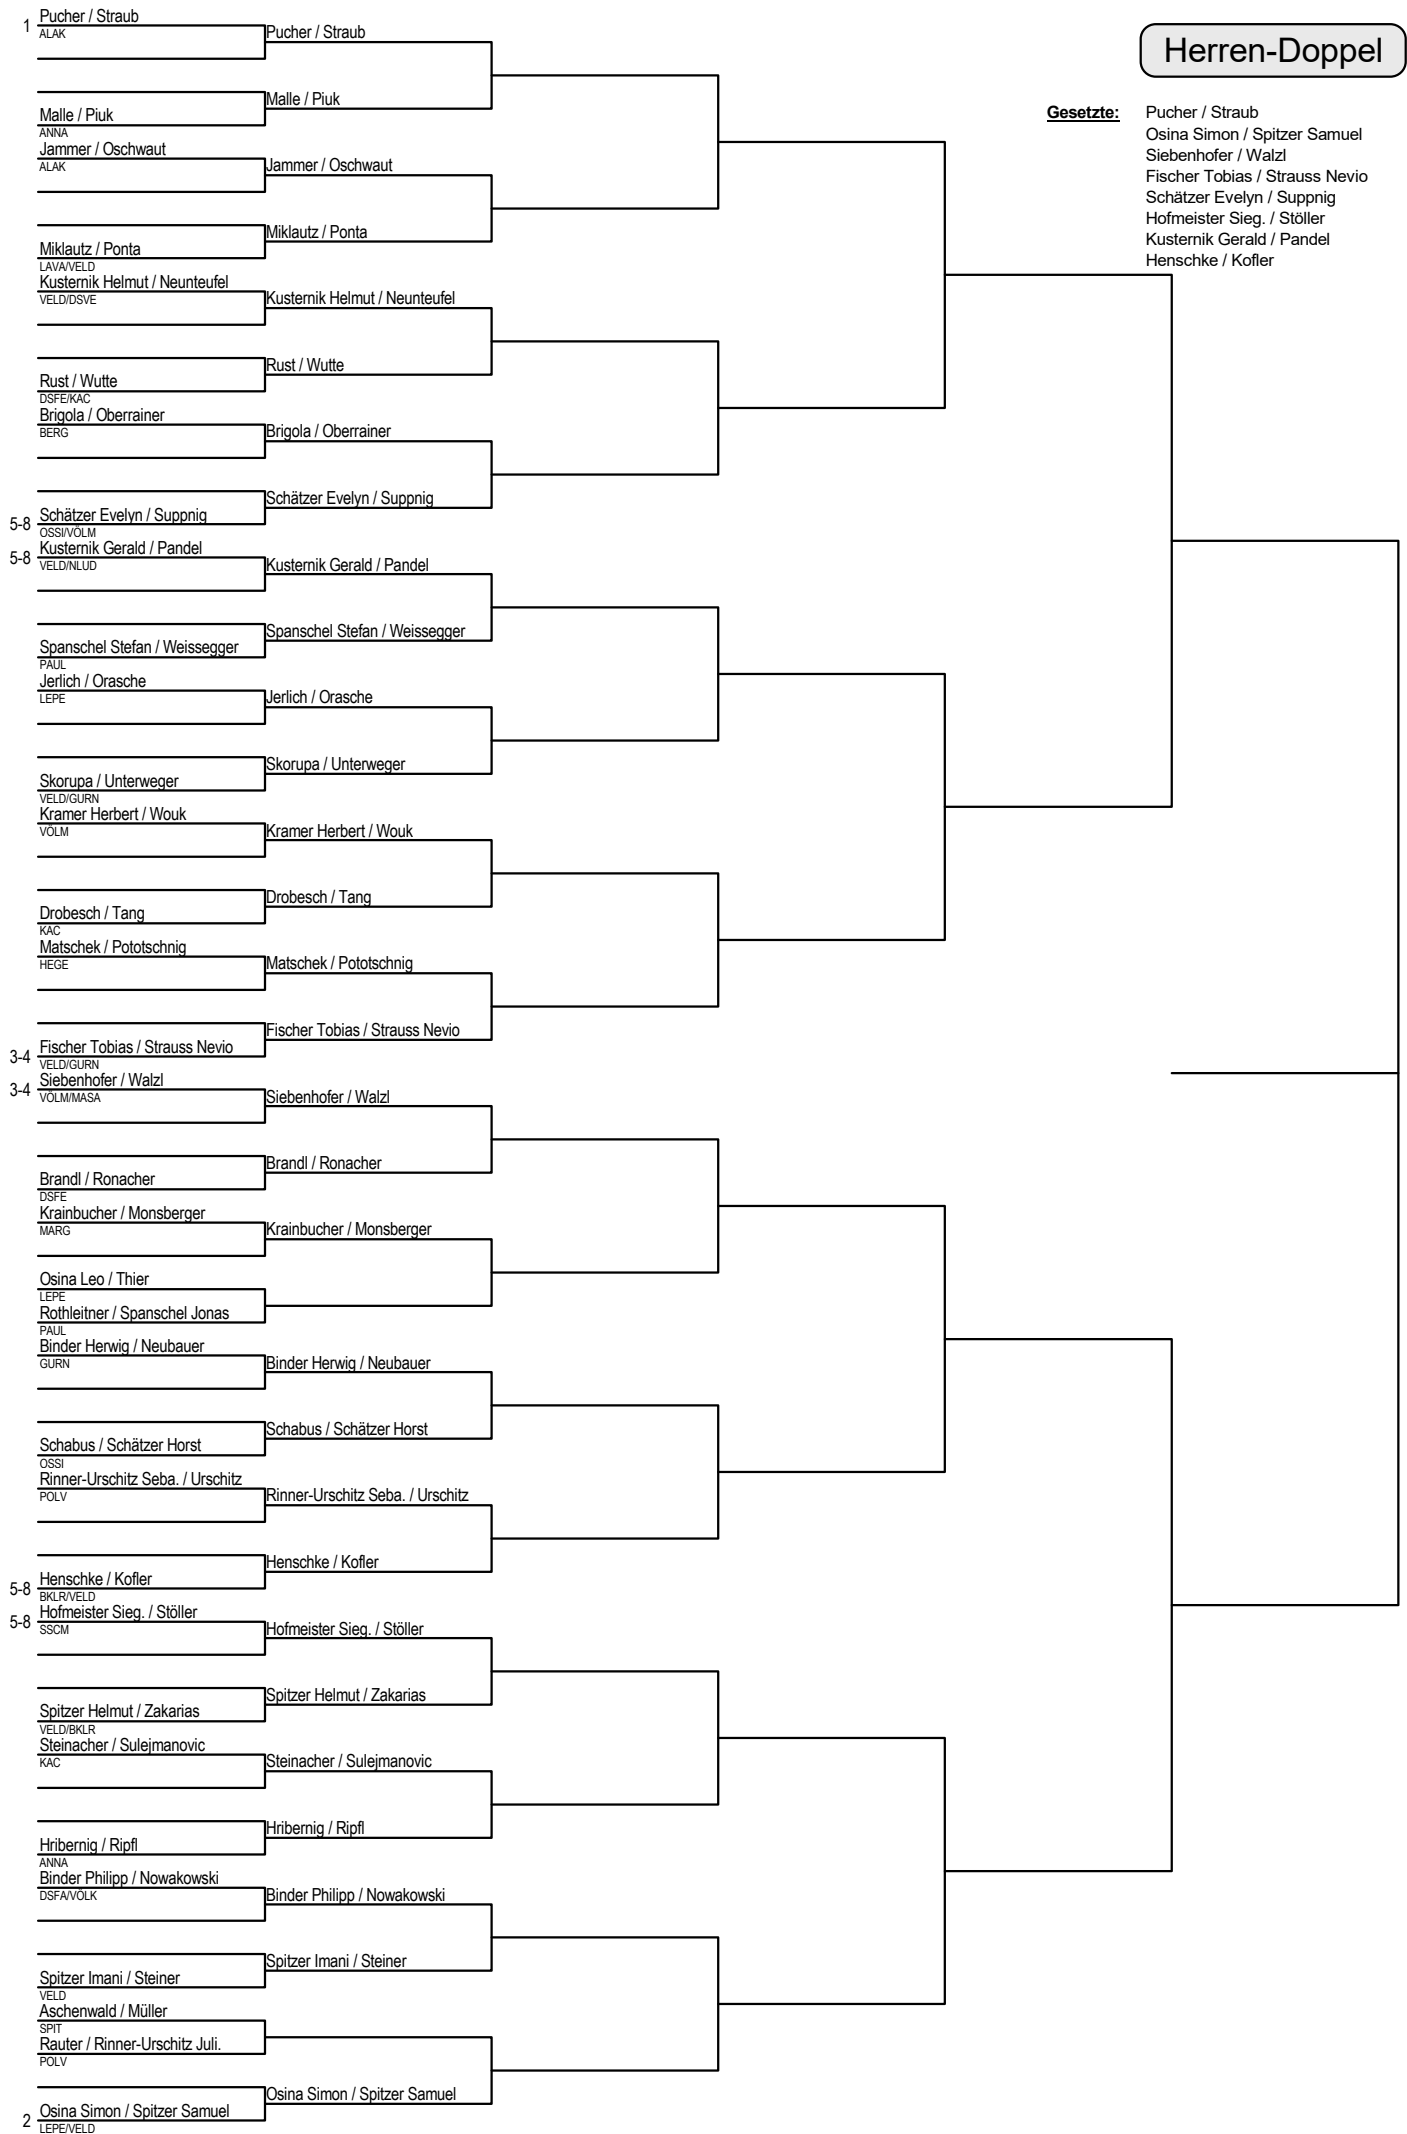 Herren-Doppel
Gesetzte: Pucher / Straub
Osina Simon / Spitzer Samuel
Siebenhofer / Walzl
Fischer Tobias / Strauss Nevio
Schätzer Evelyn / Suppnig
Hofmeister Sieg. / Stöller
Kusternik Gerald / Pandel
Henschke / Kofler
1 Pucher / Straub
ALAK
Pucher / Straub
Malle / Piuk
Malle / Piuk
ANNA
Jammer / Oschwaut
ALAK
Jammer / Oschwaut
Miklautz / Ponta
Miklautz / Ponta
LAVA/VELD
Kusternik Helmut / Neunteufel
VELD/DSVE
Kusternik Helmut / Neunteufel
Rust / Wutte
Rust / Wutte
DSFE/KAC
Brigola / Oberrainer
BERG
Brigola / Oberrainer
Schätzer Evelyn / Suppnig
5-8 Schätzer Evelyn / Suppnig
OSSI/VÖLM
5-8 Kusternik Gerald / Pandel
VELD/NLUD
Kusternik Gerald / Pandel
Spanschel Stefan / Weissegger
Spanschel Stefan / Weissegger
PAUL
Jerlich / Orasche
LEPE
Jerlich / Orasche
Skorupa / Unterweger
Skorupa / Unterweger
VELD/GURN
Kramer Herbert / Wouk
VÖLM
Kramer Herbert / Wouk
Drobesch / Tang
Drobesch / Tang
KAC
Matschek / Pototschnig
HEGE
Matschek / Pototschnig
Fischer Tobias / Strauss Nevio
3-4 Fischer Tobias / Strauss Nevio
VELD/GURN
3-4 Siebenhofer / Walzl
VÖLM/MASA
Siebenhofer / Walzl
Brandl / Ronacher
Brandl / Ronacher
DSFE
Krainbucher / Monsberger
MARG
Krainbucher / Monsberger
Osina Leo / Thier
LEPE
Rothleitner / Spanschel Jonas
PAUL
Binder Herwig / Neubauer
GURN
Binder Herwig / Neubauer
Schabus / Schätzer Horst
Schabus / Schätzer Horst
OSSI
Rinner-Urschitz Seba. / Urschitz
POLV
Rinner-Urschitz Seba. / Urschitz
Henschke / Kofler
5-8 Henschke / Kofler
BKLR/VELD
5-8 Hofmeister Sieg. / Stöller
SSCM
Hofmeister Sieg. / Stöller
Spitzer Helmut / Zakarias
Spitzer Helmut / Zakarias
VELD/BKLR
Steinacher / Sulejmanovic
KAC
Steinacher / Sulejmanovic
Hribernig / Ripfl
Hribernig / Ripfl
ANNA
Binder Philipp / Nowakowski
DSFA/VÖLK
Binder Philipp / Nowakowski
Spitzer Imani / Steiner
Spitzer Imani / Steiner
VELD
Aschenwald / Müller
SPIT
Rauter / Rinner-Urschitz Juli.
POLV
Osina Simon / Spitzer Samuel
2 Osina Simon / Spitzer Samuel
LEPE/VELD